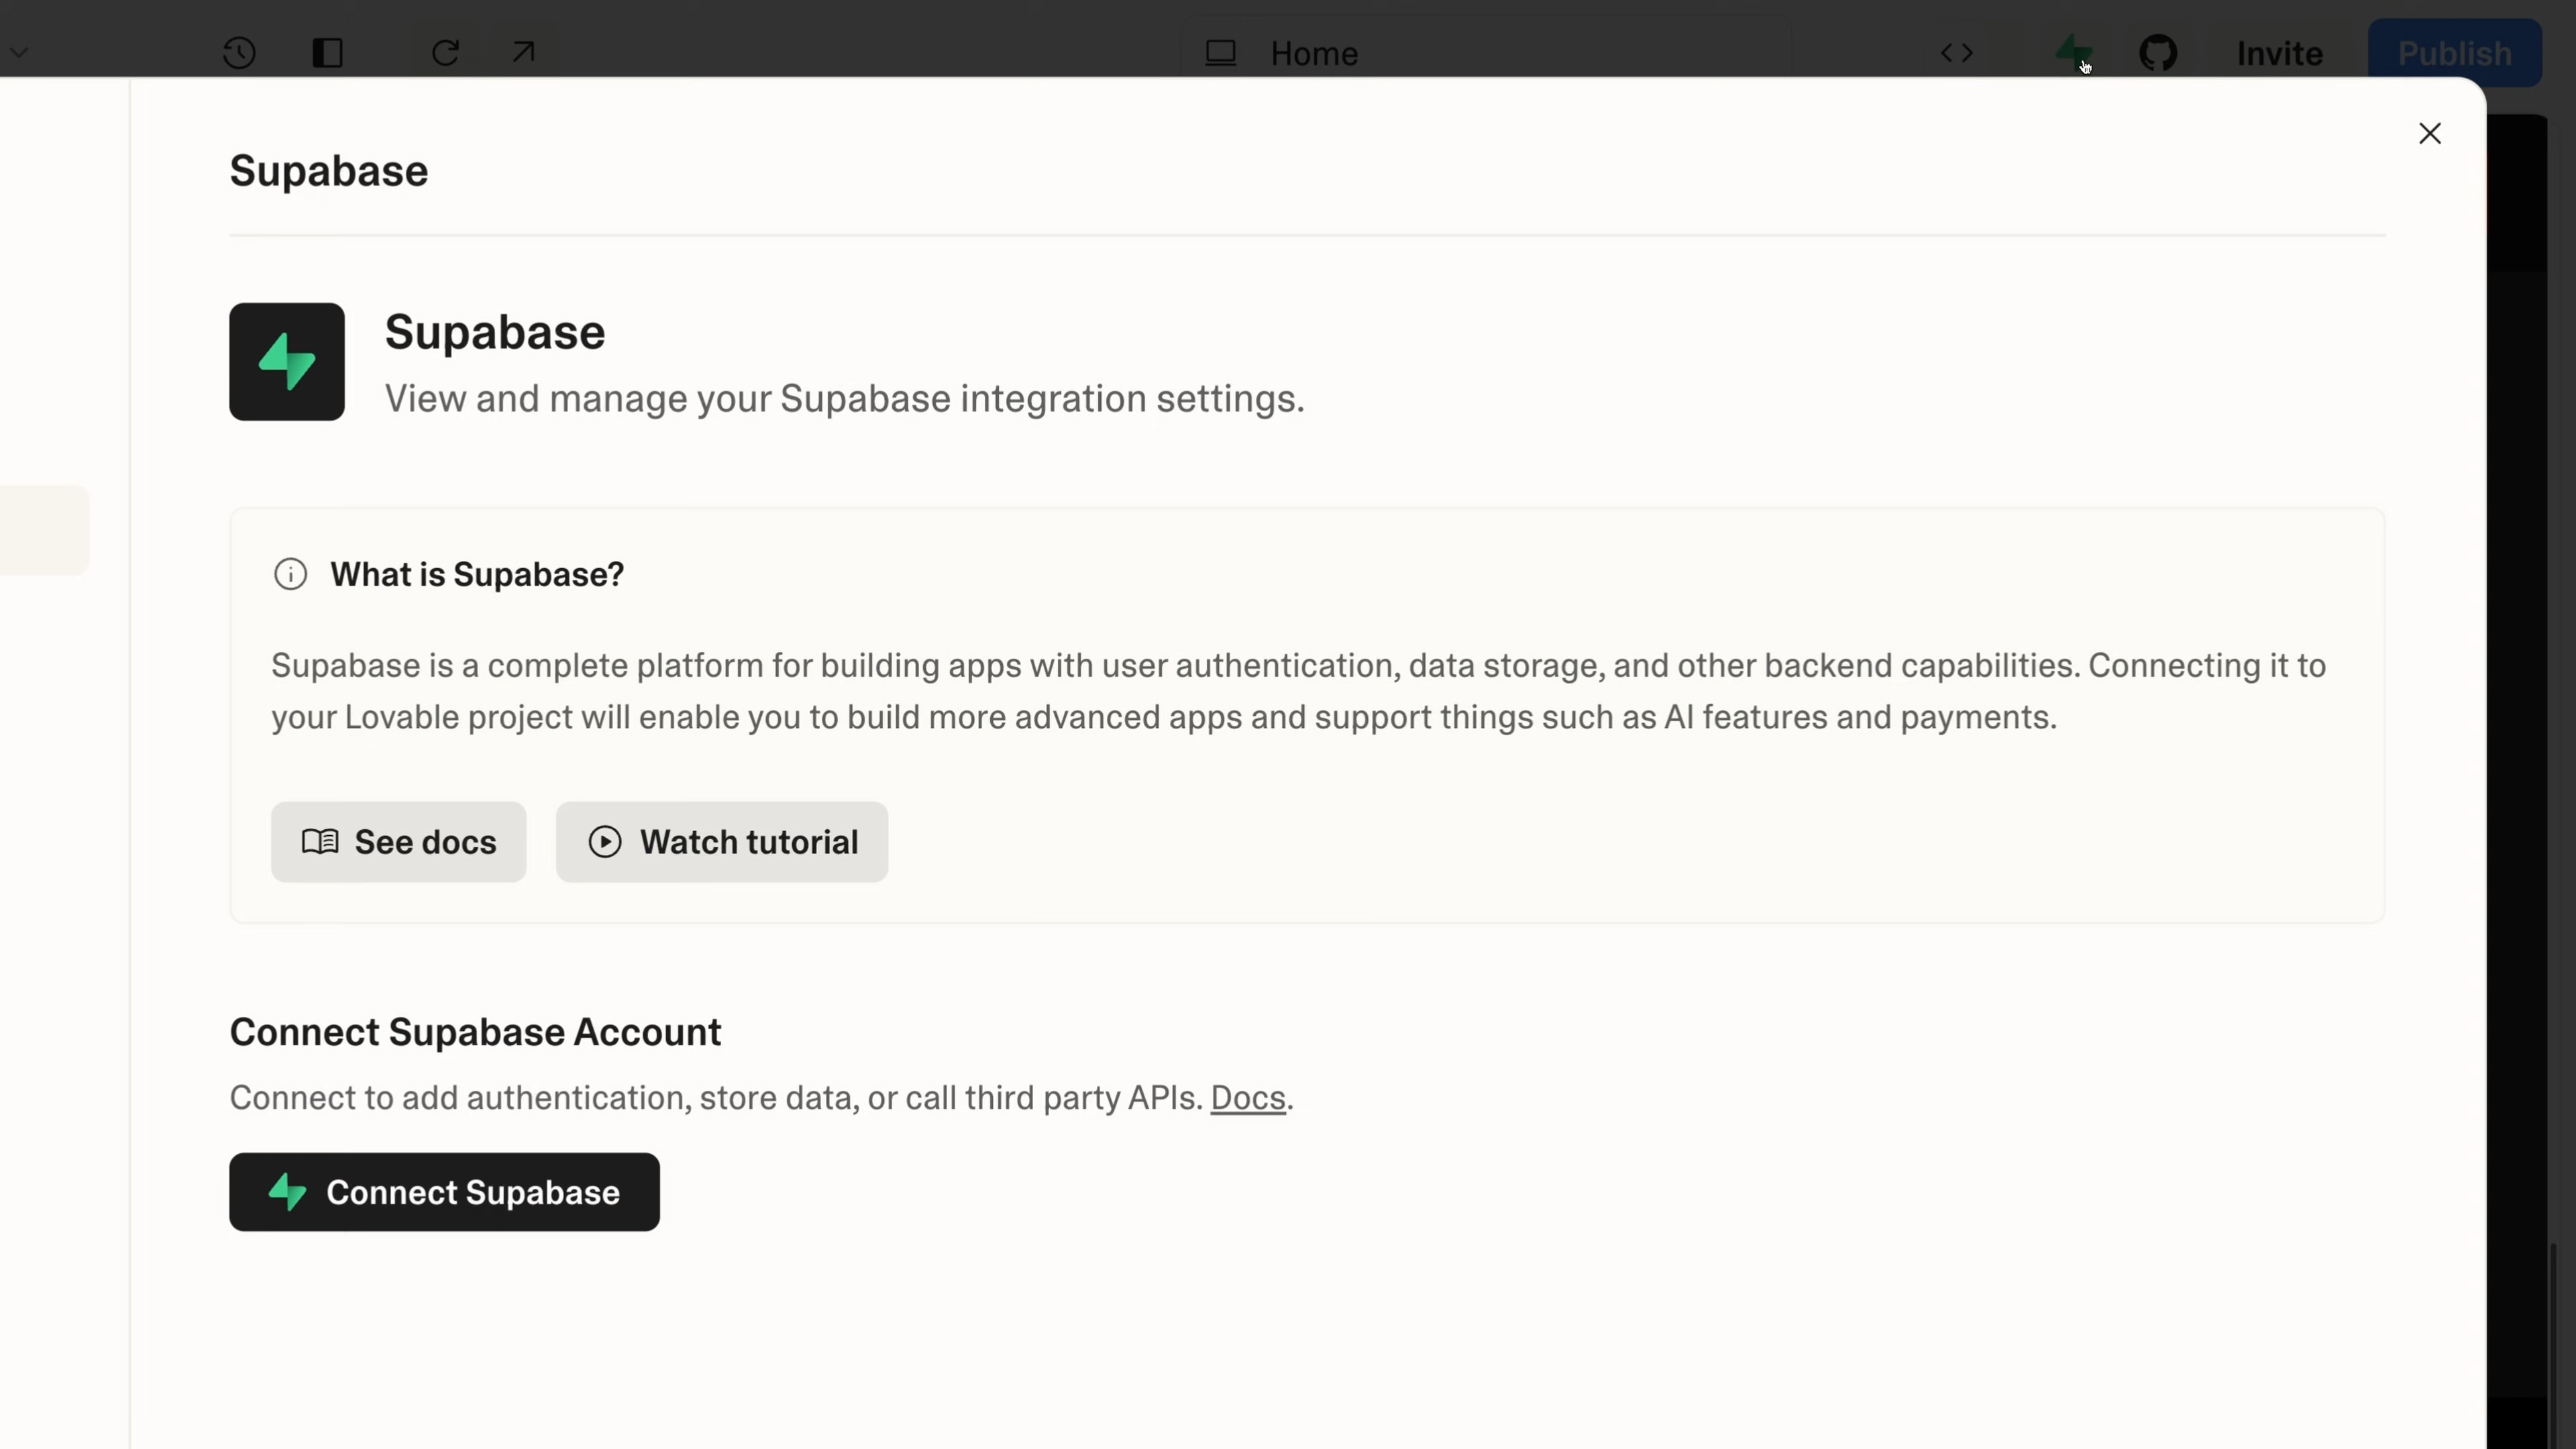 Home
Invite
Publish
Supabase
Supabase
View and manage your Supabase integration settings.
What is Supabase?
Supabase is a complete platform for building apps with user authentication, data storage, and other backend capabilities. Connecting it to
your Lovable project will enable you to build more advanced apps and support things such as AI features and payments.
See docs
Watch tutorial
Connect Supabase Account
Connect to add authentication, store data, or call third party APIs. Docs.
Connect Supabase